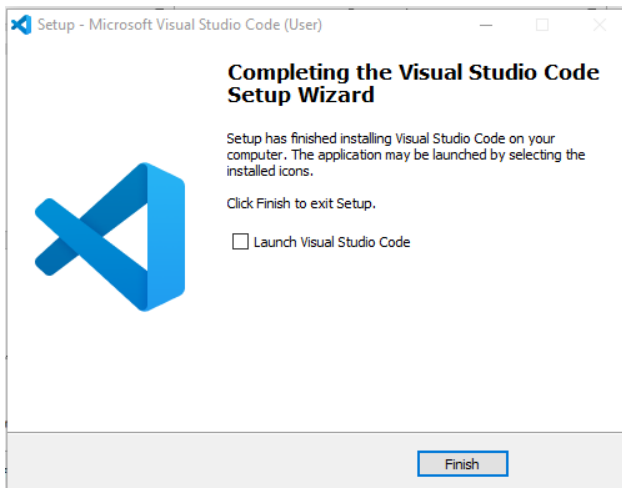 Setup - Microsoft Visual Studio Code (User)
Completing the Visual Studio Code
Setup Wizard
Setup has finished installing Visual Studio Code on your
computer. The application may be launched by selecting the
installed icons.
Click Finish to exit Setup.
Launch Visual Studio Code
Finish